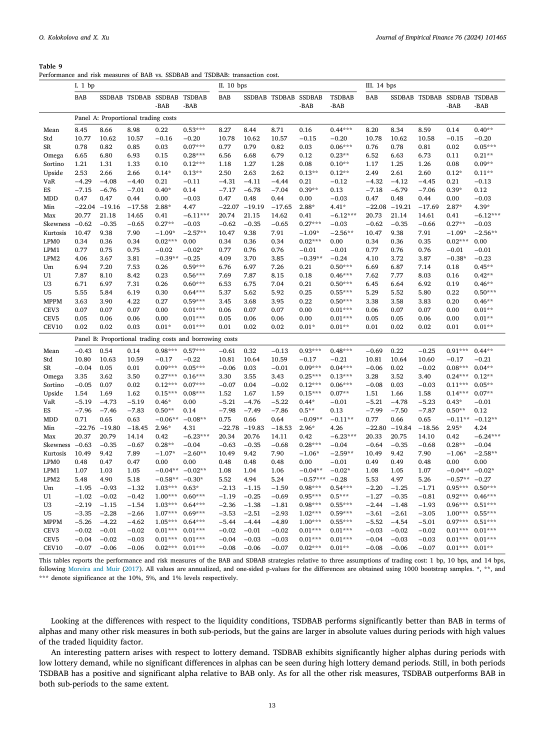 O. Kolokolova and X. Xu
Journal of Empirical Finance 76 (2024) 101465
Table 9
Performance and risk measures of BAB vs. SSDBAB and TSDBAB: transaction cost.
I. 1 bp II. 10 bps III. 14 bps
BAB SSDBAB TSDBAB SSDBAB TSDBAB BAB SSDBAB TSDBAB SSDBAB TSDBAB BAB SSDBAB TSDBAB SSDBAB TSDBAB
-BAB -BAB -BAB -BAB -BAB -BAB
Panel A: Proportional trading costs
Mean 8.45 8.66 8.98 0.22 0.53*** 8.27 8.44 8.71 0.16 0.44*** 8.20 8.34 8.59 0.14 0.40**
Std 10.77 10.62 10.57 −0.16 −0.20 10.77 10.62 10.57 −0.15 −0.20 10.77 10.62 10.58 −0.15 −0.20
SR 0.78 0.82 0.85 0.03 0.07*** 0.77 0.79 0.82 0.03 0.06*** 0.76 0.78 0.81 0.02 0.05***
Omega 6.65 6.80 6.93 0.15 0.28*** 6.56 6.68 6.79 0.12 0.23** 6.52 6.63 6.73 0.11 0.21**
Sortino 1.21 1.31 1.33 0.10 0.12*** 1.18 1.27 1.28 0.08 0.10** 1.17 1.25 1.26 0.08 0.09**
Upside 2.53 2.66 2.66 0.14* 0.13** 2.50 2.63 2.62 0.13** 0.12** 2.49 2.61 2.60 0.12* 0.11**
VaR −4.29 −4.08 −4.40 0.21 −0.11 −4.31 −4.11 −4.44 0.21 −0.12 −4.32 −4.12 −4.45 0.21 −0.13
ES −7.15 −6.76 −7.01 0.40* 0.14 −7.17 −6.78 −7.04 0.39* 0.13 −7.18 −6.79 −7.06 0.39* 0.12
MDD 0.47 0.47 0.44 0.00 −0.03 0.47 0.48 0.44 0.00 −0.03 0.47 0.48 0.44 0.00 −0.03
Min −22.04 −19.16 −17.58 2.88* 4.47 −22.07 −19.19 −17.65 2.88* 4.41* −22.08 −19.21 −17.69 2.87* 4.39*
Max 20.77 21.18 14.65 0.41 −6.11*** 20.74 21.15 14.62 0.41 −6.12*** 20.73 21.14 14.61 0.41 −6.12***
Skewness −0.62 −0.35 −0.65 0.27** −0.03 −0.62 −0.35 −0.65 0.27*** −0.03 −0.62 −0.35 −0.66 0.27** −0.03
Kurtosis 10.47 9.38 7.90 −1.09* −2.57** 10.47 9.38 7.91 −1.09* −2.56** 10.47 9.38 7.91 −1.09* −2.56**
LPM0 0.34 0.36 0.34 0.02*** 0.00 0.34 0.36 0.34 0.02*** 0.00 0.34 0.36 0.35 0.02*** 0.00
LPM1 0.77 0.75 0.75 −0.02 −0.02* 0.77 0.76 0.76 −0.01 −0.01 0.77 0.76 0.76 −0.01 −0.01
LPM2 4.06 3.67 3.81 −0.39** −0.25 4.09 3.70 3.85 −0.39** −0.24 4.10 3.72 3.87 −0.38* −0.23
Um 6.94 7.20 7.53 0.26 0.59*** 6.76 6.97 7.26 0.21 0.50*** 6.69 6.87 7.14 0.18 0.45**
U1 7.87 8.10 8.42 0.23 0.56*** 7.69 7.87 8.15 0.18 0.46*** 7.62 7.77 8.03 0.16 0.42**
U3 6.71 6.97 7.31 0.26 0.60*** 6.53 6.75 7.04 0.21 0.50*** 6.45 6.64 6.92 0.19 0.46**
U5 5.55 5.84 6.19 0.30 0.64*** 5.37 5.62 5.92 0.25 0.55*** 5.29 5.52 5.80 0.22 0.50***
MPPM 3.63 3.90 4.22 0.27 0.59*** 3.45 3.68 3.95 0.22 0.50*** 3.38 3.58 3.83 0.20 0.46**
CEV3 0.07 0.07 0.07 0.00 0.01*** 0.06 0.07 0.07 0.00 0.01*** 0.06 0.07 0.07 0.00 0.01**
CEV5 0.05 0.06 0.06 0.00 0.01*** 0.05 0.06 0.06 0.00 0.01*** 0.05 0.05 0.06 0.00 0.01**
CEV10 0.02 0.02 0.03 0.01* 0.01*** 0.01 0.02 0.02 0.01* 0.01** 0.01 0.02 0.02 0.01 0.01**
Panel B: Proportional trading costs and borrowing costs
Mean −0.43 0.54 0.14 0.98*** 0.57*** −0.61 0.32 −0.13 0.93*** 0.48*** −0.69 0.22 −0.25 0.91*** 0.44**
Std 10.80 10.63 10.59 −0.17 −0.22 10.81 10.64 10.59 −0.17 −0.21 10.81 10.64 10.60 −0.17 −0.21
SR −0.04 0.05 0.01 0.09*** 0.05*** −0.06 0.03 −0.01 0.09*** 0.04*** −0.06 0.02 −0.02 0.08*** 0.04**
Omega 3.35 3.62 3.50 0.27*** 0.16*** 3.30 3.55 3.43 0.25*** 0.13*** 3.28 3.52 3.40 0.24*** 0.12**
Sortino −0.05 0.07 0.02 0.12*** 0.07*** −0.07 0.04 −0.02 0.12*** 0.06*** −0.08 0.03 −0.03 0.11*** 0.05**
Upside 1.54 1.69 1.62 0.15*** 0.08*** 1.52 1.67 1.59 0.15*** 0.07** 1.51 1.66 1.58 0.14** 0.07**
VaR −5.19 −4.73 −5.19 0.46* 0.00 −5.21 −4.76 −5.22 0.44* −0.01 −5.21 −4.78 −5.23 0.43* −0.01
ES −7.96 −7.46 −7.83 0.50** 0.14 −7.98 −7.49 −7.86 0.5** 0.13 −7.99 −7.50 −7.87 0.50** 0.12
MDD 0.71 0.65 0.63 −0.06** −0.08** 0.75 0.66 0.64 −0.09** −0.11** 0.77 0.66 0.65 −0.11** −0.12**
Min −22.76 −19.80 −18.45 2.96* 4.31 −22.78 −19.83 −18.53 2.96* 4.26 −22.80 −19.84 −18.56 2.95* 4.24
Max 20.37 20.79 14.14 0.42 −6.23*** 20.34 20.76 14.11 0.42 −6.23*** 20.33 20.75 14.10 0.42 −6.24***
Skewness −0.63 −0.35 −0.67 0.28** −0.04 −0.63 −0.35 −0.68 0.28*** −0.04 −0.64 −0.35 −0.68 0.28** −0.04
Kurtosis 10.49 9.42 7.89 −1.07* −2.60** 10.49 9.42 7.90 −1.06* −2.59** 10.49 9.42 7.90 −1.06* −2.58**
LPM0 0.48 0.48 0.47 0.00 0.00 0.48 0.48 0.48 0.00 −0.01 0.49 0.49 0.48 0.00 0.00
LPM1 1.07 1.03 1.05 −0.04** −0.02** 1.08 1.04 1.06 −0.04** −0.02* 1.08 1.05 1.07 −0.04** −0.02*
LPM2 5.48 4.90 5.18 −0.58** −0.30* 5.52 4.94 5.24 −0.57*** −0.28 5.53 4.97 5.26 −0.57** −0.27
Um −1.95 −0.93 −1.32 1.03*** 0.63* −2.13 −1.15 −1.59 0.98*** 0.54*** −2.20 −1.25 −1.71 0.95*** 0.50***
U1 −1.02 −0.02 −0.42 1.00*** 0.60*** −1.19 −0.25 −0.69 0.95*** 0.5*** −1.27 −0.35 −0.81 0.92*** 0.46***
U3 −2.19 −1.15 −1.54 1.03*** 0.64*** −2.36 −1.38 −1.81 0.98*** 0.55*** −2.44 −1.48 −1.93 0.96*** 0.51***
U5 −3.35 −2.28 −2.66 1.07*** 0.69*** −3.53 −2.51 −2.93 1.02*** 0.59*** −3.61 −2.61 −3.05 1.00*** 0.55***
MPPM −5.26 −4.22 −4.62 1.05*** 0.64*** −5.44 −4.44 −4.89 1.00*** 0.55*** −5.52 −4.54 −5.01 0.97*** 0.51***
CEV3 −0.02 −0.01 −0.02 0.01*** 0.01*** −0.02 −0.01 −0.02 0.01*** 0.01*** −0.02 −0.01 −0.02 0.01*** 0.01***
CEV5 −0.04 −0.02 −0.03 0.01*** 0.01*** −0.04 −0.03 −0.03 0.01*** 0.01*** −0.04 −0.03 −0.03 0.01*** 0.01***
CEV10 −0.07 −0.06 −0.06 0.02*** 0.01*** −0.08 −0.06 −0.07 0.02*** 0.01** −0.08 −0.06 −0.07 0.01*** 0.01**
This tables reports the performance and risk measures of the BAB and SDBAB strategies relative to three assumptions of trading cost: 1 bp, 10 bps, and 14 bps,
following Moreira and Muir (2017). All values are annualized, and one-sided p-values for the differences are obtained using 1000 bootstrap samples. *, **, and
*** denote significance at the 10%, 5%, and 1% levels respectively.
Looking at the differences with respect to the liquidity conditions, TSDBAB performs significantly better than BAB in terms of
alphas and many other risk measures in both sub-periods, but the gains are larger in absolute values during periods with high values
of the traded liquidity factor.
An interesting pattern arises with respect to lottery demand. TSDBAB exhibits significantly higher alphas during periods with
low lottery demand, while no significant differences in alphas can be seen during high lottery demand periods. Still, in both periods
TSDBAB has a positive and significant alpha relative to BAB only. As for all the other risk measures, TSDBAB outperforms BAB in
both sub-periods to the same extent.
13